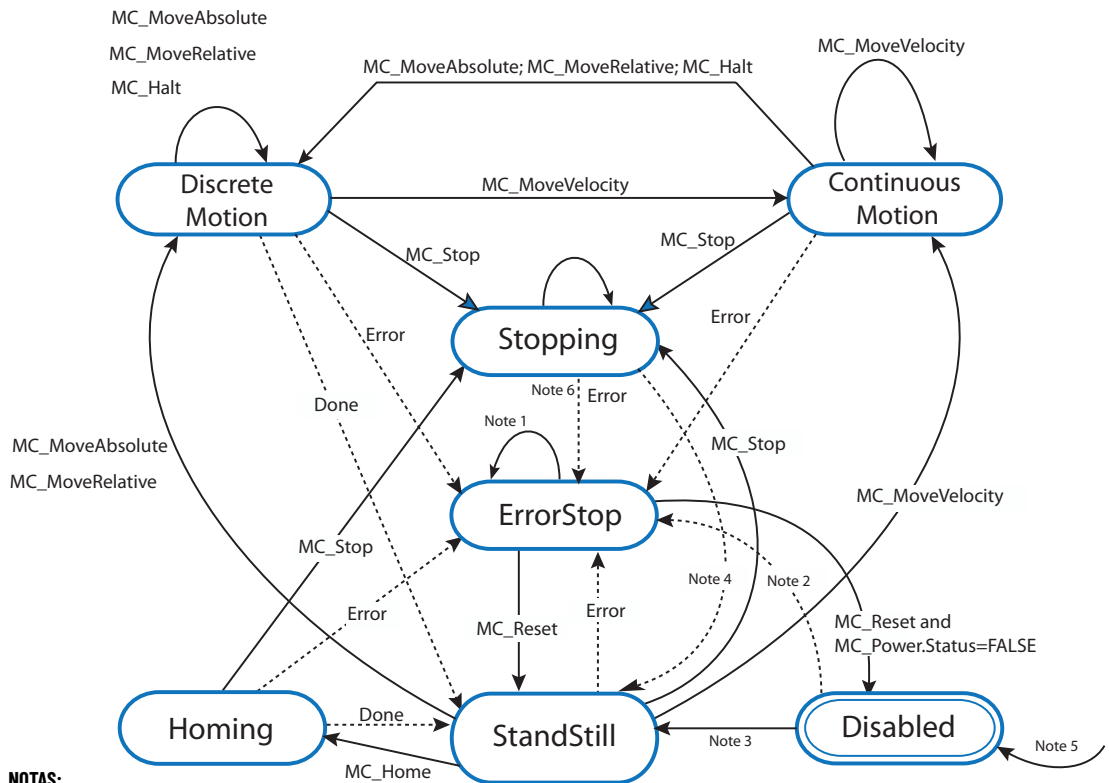 MC_MoveAbsolute
MC_MoveRelative
MC_Halt
MC_MoveAbsolute; MC_MoveRelative; MC_Halt
MC_MoveVelocity
Discrete
Motion
MC_MoveVelocity
Continuous
Motion
MC_Stop
MC_Stop
Error
Stopping
Error
Done
Note 6
Error
Note 1
MC_Stop
MC_MoveAbsolute
MC_MoveRelative
MC_MoveVelocity
ErrorStop
MC_Stop
Note 4
Note 2
Error
Error
MC_Reset
MC_Reset and
MC_Power.Status=FALSE
Homing
Done
StandStill
Note 3
Disabled
Note 5
MC_Home
NOTAS: